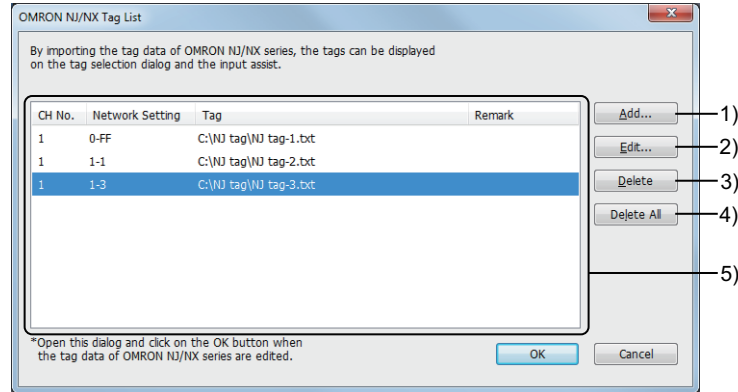 OMRON NJ/NX Tag List
By importing the tag data of OMRON NJ/NX series, the tags can be displayed
on the tag selection dialog and the input assist.
CH No. Network Setting Tag Remark
1 0-FF C:\NJ tag\NJ tag-1.txt
1 1-1 C:\NJ tag\NJ tag-2.txt
1 1-3 C:\NJ tag\NJ tag-3.txt
Add... 1)
Edit... 2)
Delete 3)
Delete All 4)
5)
*Open this dialog and click on the OK button when
the tag data of OMRON NJ/NX series are edited.
OK Cancel